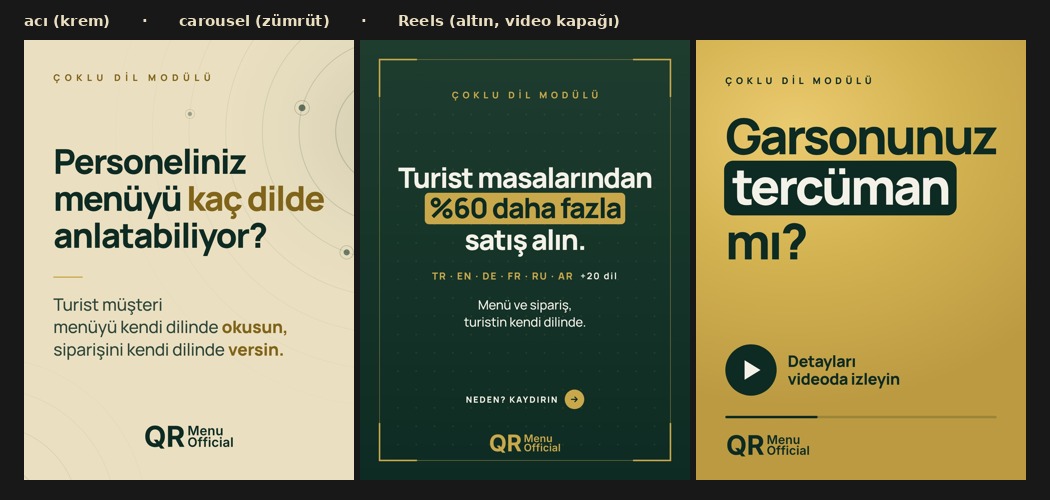 acı (krem) · carousel (zümrüt) · Reels (altın, video kapağı)
ÇOKLU DİL MODÜLÜ
Personeliniz
menüyü kaç dilde
anlatabiliyor?
Turist müşteri
menüyü kendi dilinde okusun,
siparişini kendi dilinde versin.
QR Menu
Official
ÇOKLU DİL MODÜLÜ
Turist masalarından
%60 daha fazla
satış alın.
TR · EN · DE · FR · RU · AR +20 dil
Menü ve sipariş,
turistin kendi dilinde.
NEDEN? KAYDIRIN
QR Menu
Official
ÇOKLU DİL MODÜLÜ
Garsonunuz
tercüman
mı?
Detayları
videoda izleyin
QR Menu
Official